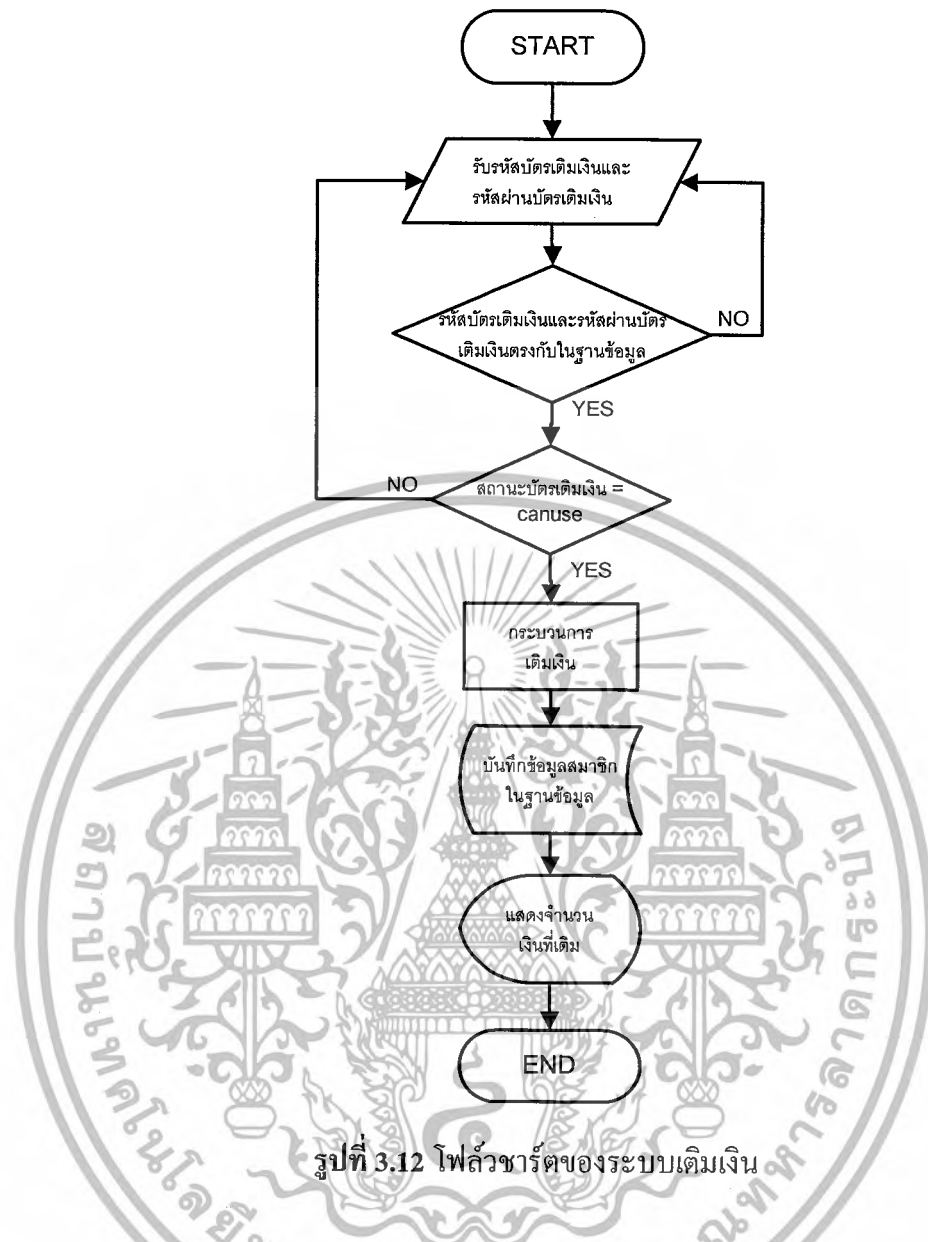 START
รับรหัสบัตรเติมเงินและ
รหัสผ่านบัตรเติมเงิน
รหัสบัตรเติมเงินและรหัสผ่านบัตร
เติมเงินตรงกับในฐานข้อมูล
NO
YES
สถานะบัตรเติมเงิน =
canuse
NO
YES
กระบวนการ
เติมเงิน
บันทึกข้อมูลสมาชิก
ในฐานข้อมูล
แสดงจำนวน
เงินที่เติม
END
รูปที่ 3.12 โฟล์วชาร์ตของระบบเติมเงิน